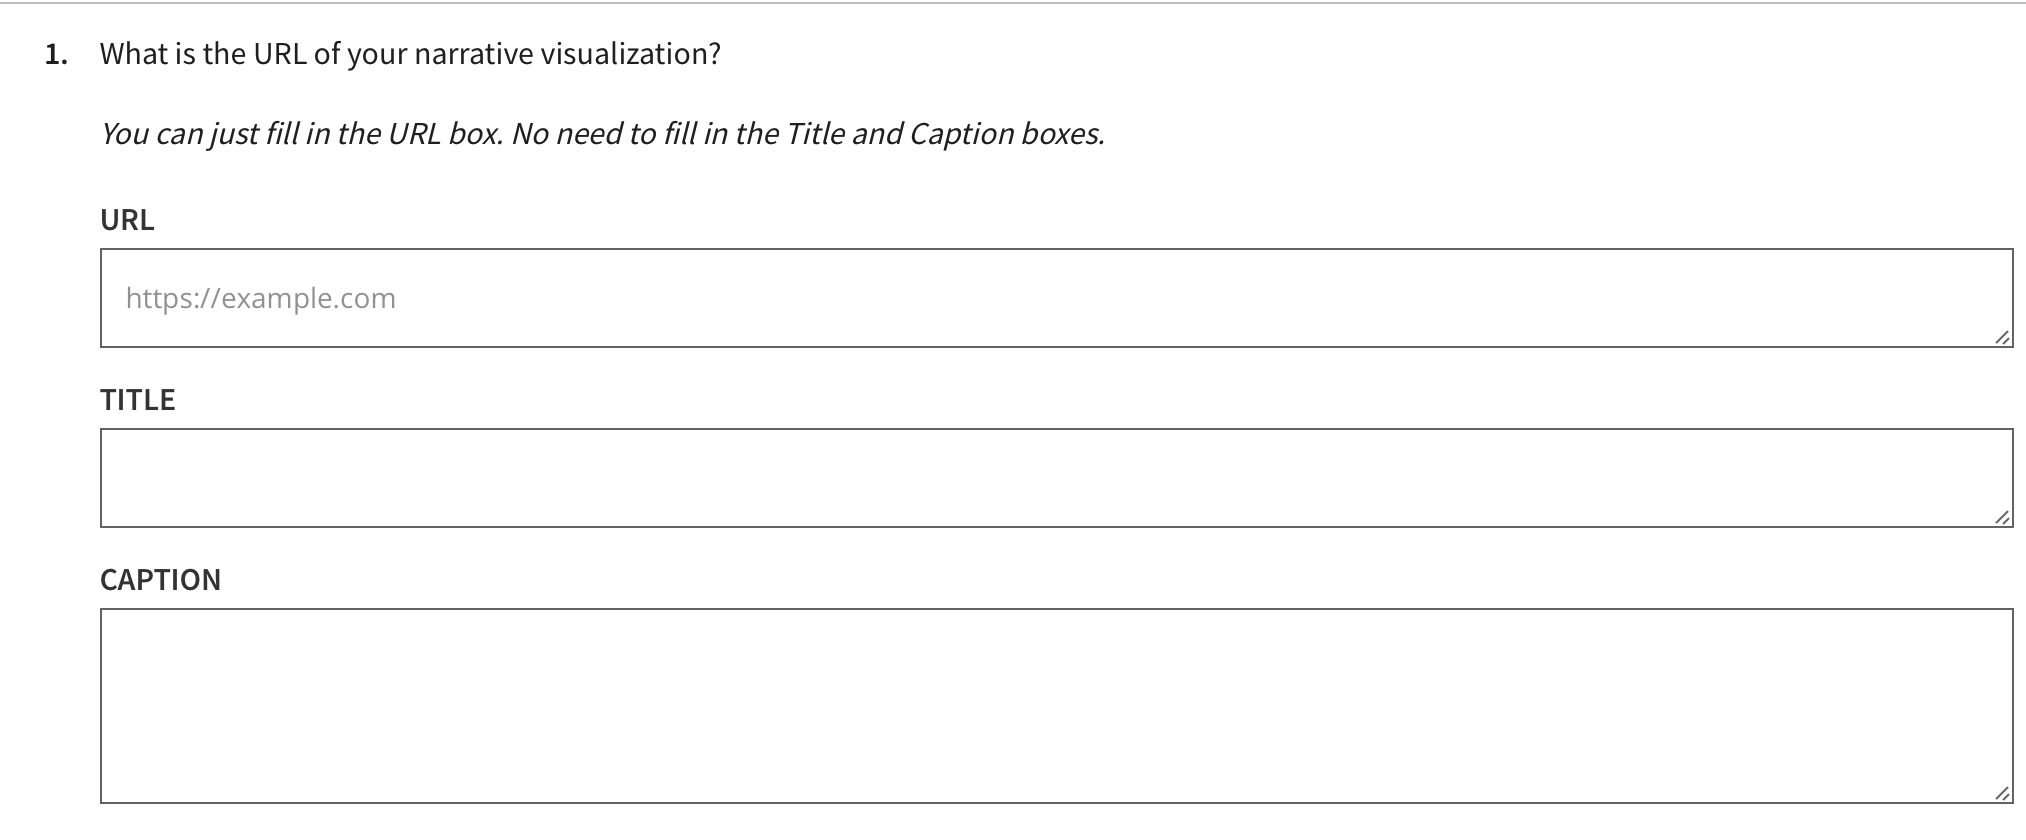 1. What is the URL of your narrative visualization?
You can just fill in the URL box. No need to fill in the Title and Caption boxes.
URL
https://example.com
TITLE
CAPTION